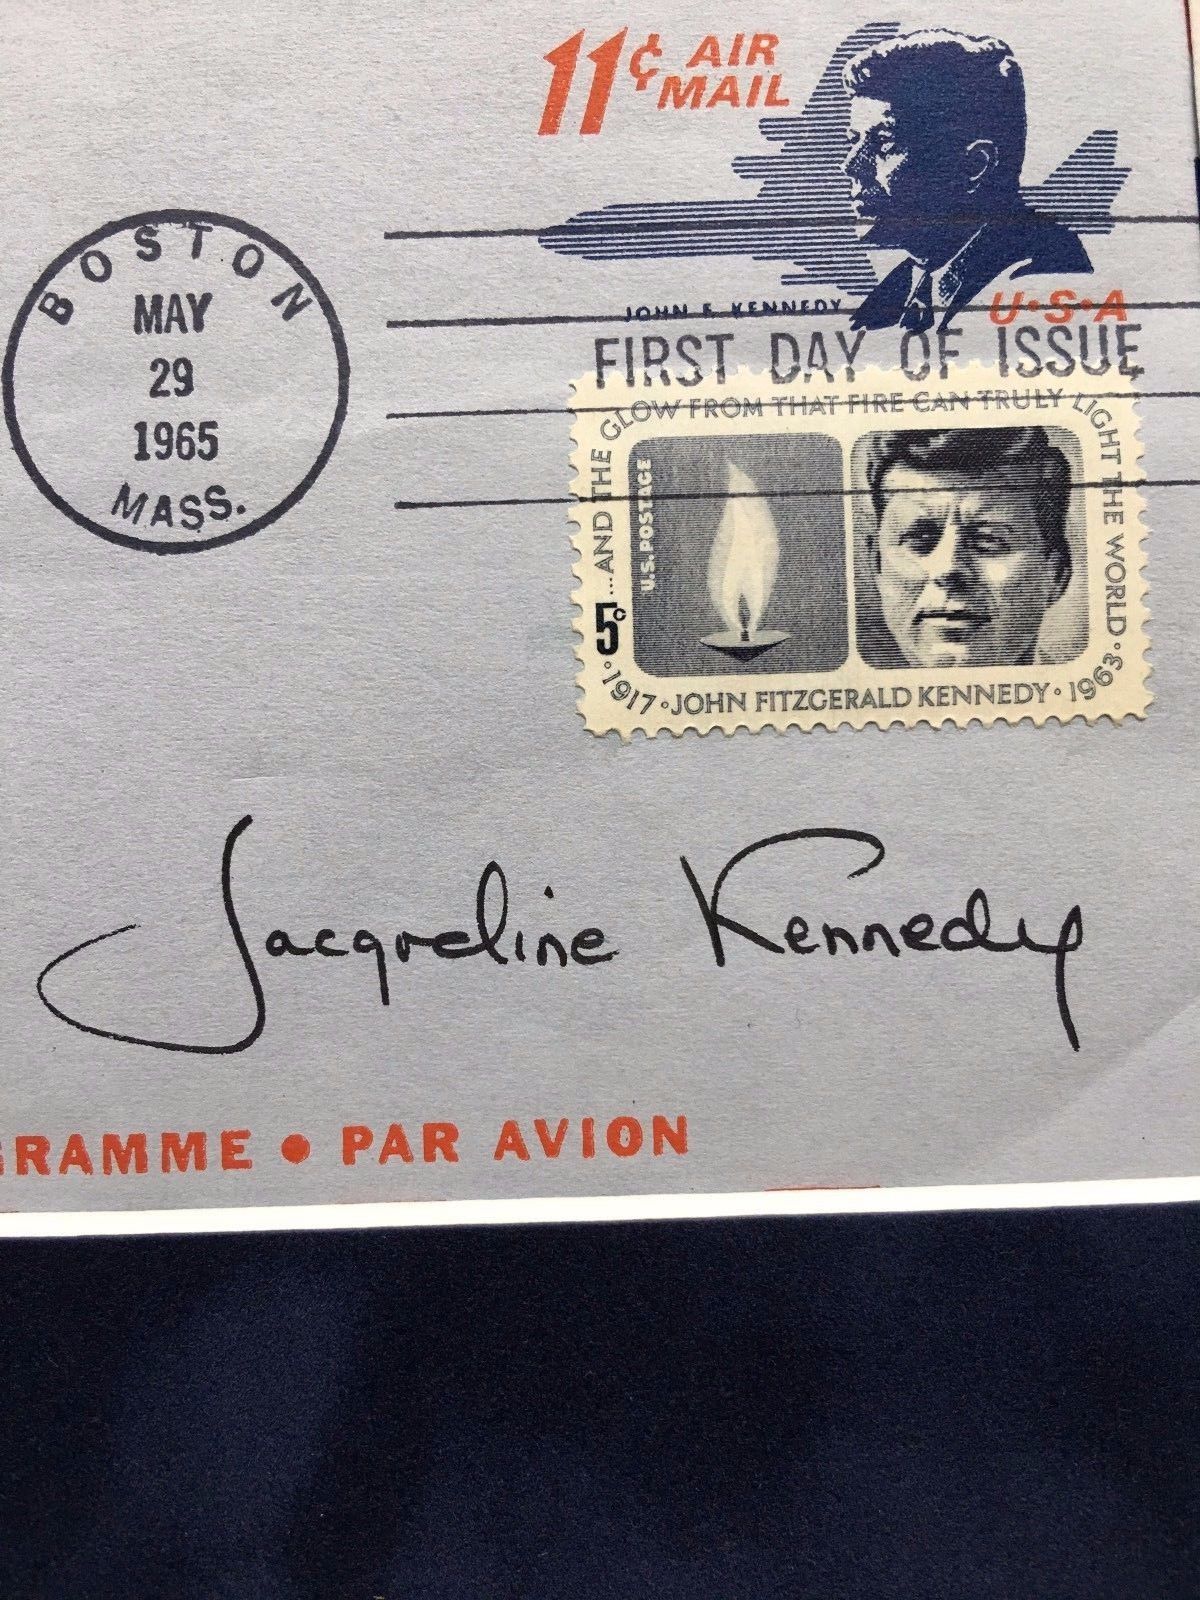 11¢ AIR
MAIL
BOSTON
MAY
29
1965
MASS.
JOHN F. KENNEDY
U·S·A
FIRST DAY OF ISSUE
...AND THE GLOW FROM THAT FIRE CAN TRULY LIGHT THE WORLD·
U.S. POSTAGE
5c
·1917·JOHN FITZGERALD KENNEDY·1963·
Jacqueline Kennedy
GRAMME • PAR AVION